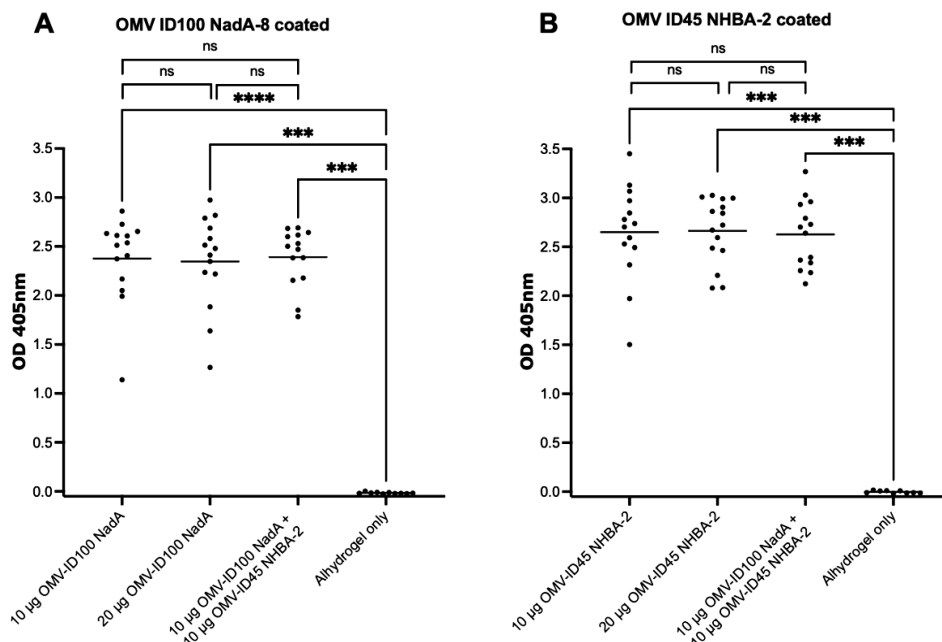 A
OMV ID100 NadA-8 coated
ns
ns
ns
****
***
***
3.5
3.0
2.5
2.0
1.5
1.0
0.5
0.0
OD 405nm
10 µg OMV-ID100 NadA
20 µg OMV-ID100 NadA
10 µg OMV-ID100 NadA +
10 µg OMV-ID45 NHBA-2
Alhydrogel only
B
OMV ID45 NHBA-2 coated
ns
ns
ns
***
***
***
3.5
3.0
2.5
2.0
1.5
1.0
0.5
0.0
OD 405nm
10 µg OMV-ID45 NHBA-2
20 µg OMV-ID45 NHBA-2
10 µg OMV-ID100 NadA +
10 µg OMV-ID45 NHBA-2
Alhydrogel only